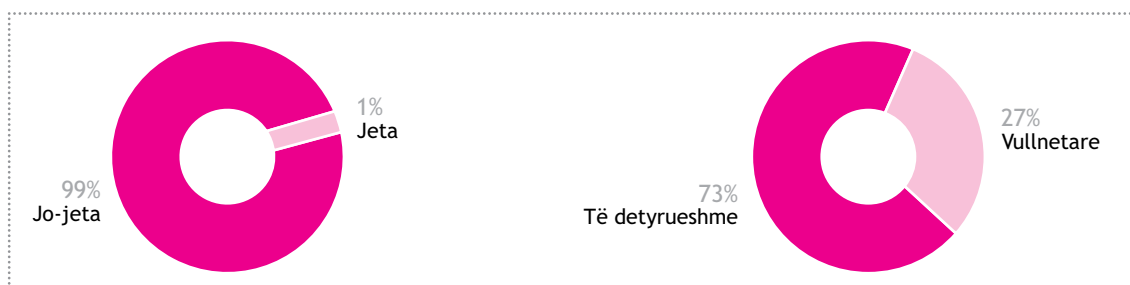 1%
Jeta
99%
Jo-jeta
27%
Vullnetare
73%
Të detyrueshme